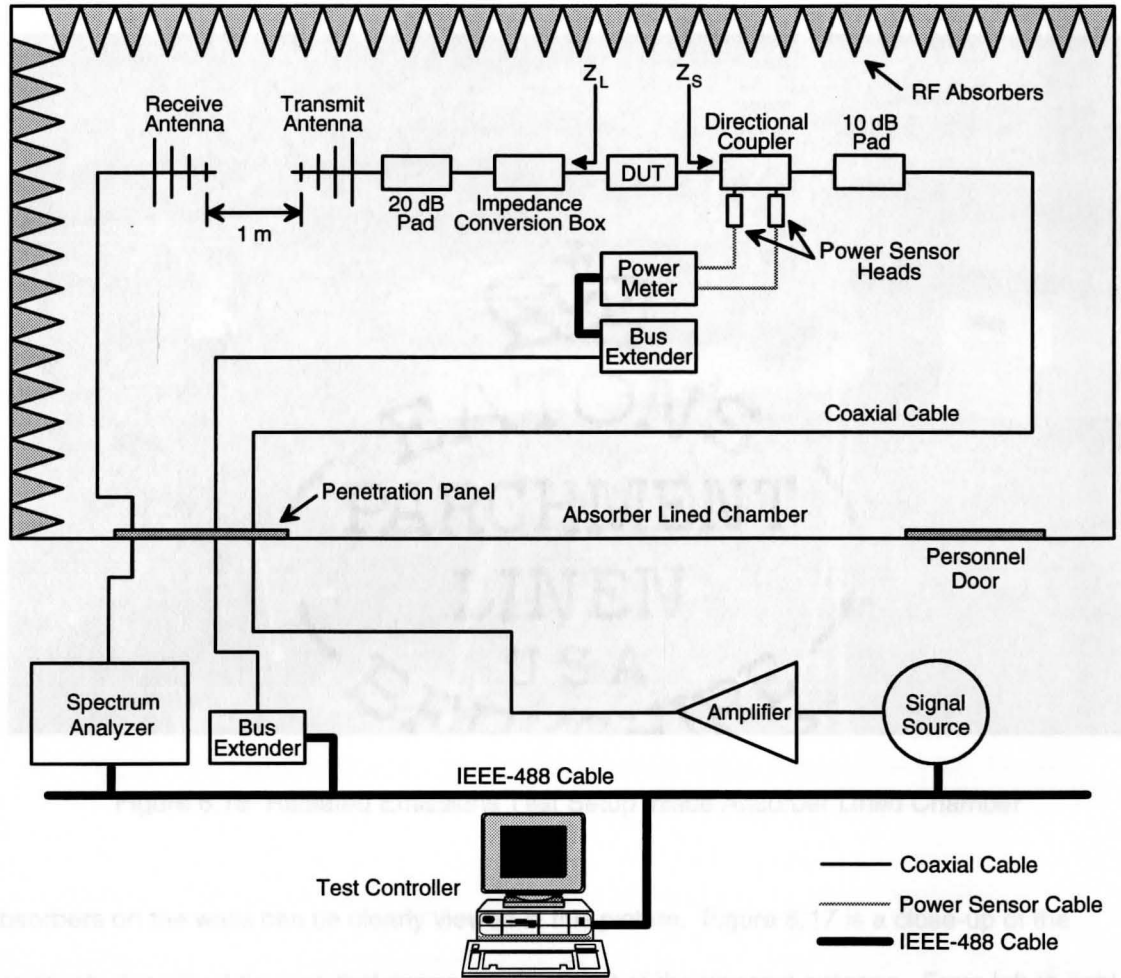 Z_L
Z_S
RF Absorbers
Receive
Antenna
Transmit
Antenna
Directional
Coupler
10 dB
Pad
DUT
20 dB
Pad
Impedance
Conversion Box
1 m
Power Sensor
Heads
Power
Meter
Bus
Extender
Coaxial Cable
Penetration Panel
Absorber Lined Chamber
Personnel
Door
PARCHMENT
LINEN
USA
Spectrum
Analyzer
Bus
Extender
Amplifier
Signal
Source
IEEE-488 Cable
Test Controller
Coaxial Cable
Power Sensor Cable
IEEE-488 Cable